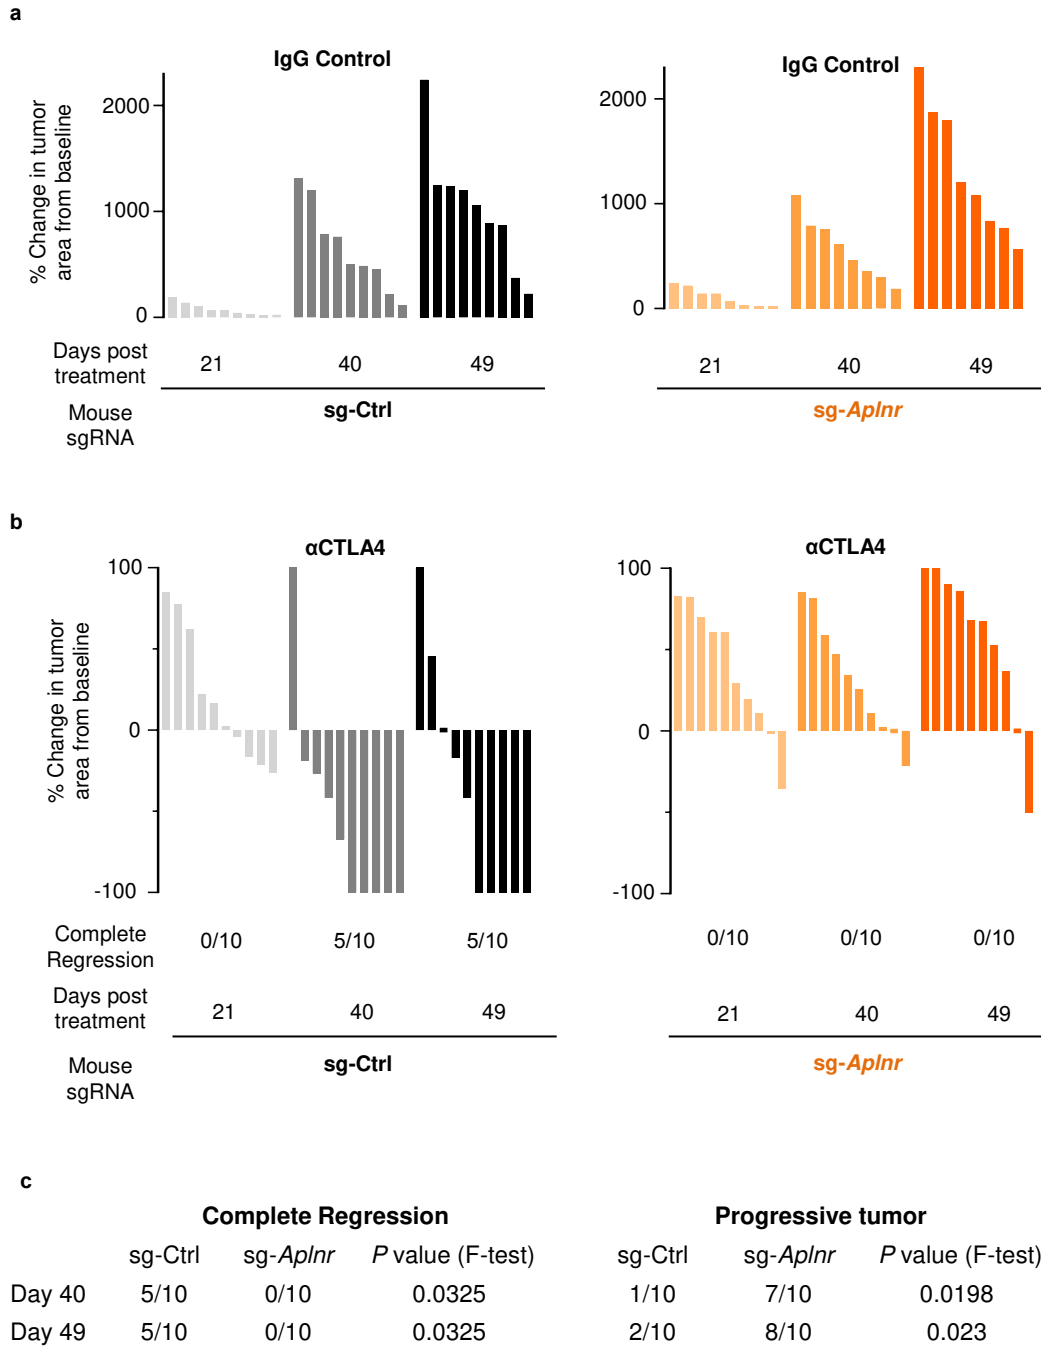 a
IgG Control
IgG Control
% Change in tumor
area from baseline
2000
1000
0
2000
1000
0
Days post
treatment
21
40
49
21
40
49
Mouse
sgRNA
sg-Ctrl
sg-Aplnr
b
αCTLA4
αCTLA4
% Change in tumor
area from baseline
100
0
-100
100
0
-100
Complete
Regression
0/10
5/10
5/10
0/10
0/10
0/10
Days post
treatment
21
40
49
21
40
49
Mouse
sgRNA
sg-Ctrl
sg-Aplnr
c
Complete Regression
Progressive tumor
sg-Ctrl sg-Aplnr P value (F-test) sg-Ctrl sg-Aplnr P value (F-test)
Day 40 5/10 0/10 0.0325 1/10 7/10 0.0198
Day 49 5/10 0/10 0.0325 2/10 8/10 0.023